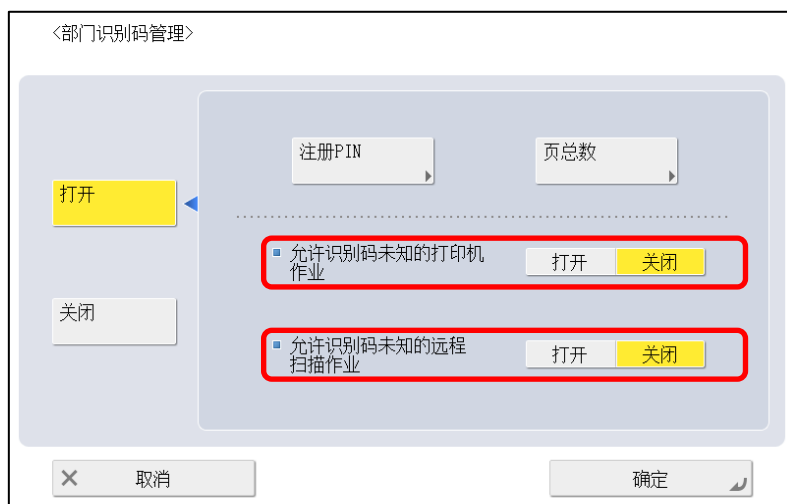 <部门识别码管理>
注册PIN
页总数
打开
允许识别码未知的打印机
作业
打开 关闭
关闭
允许识别码未知的远程
扫描作业
打开 关闭
取消
确定